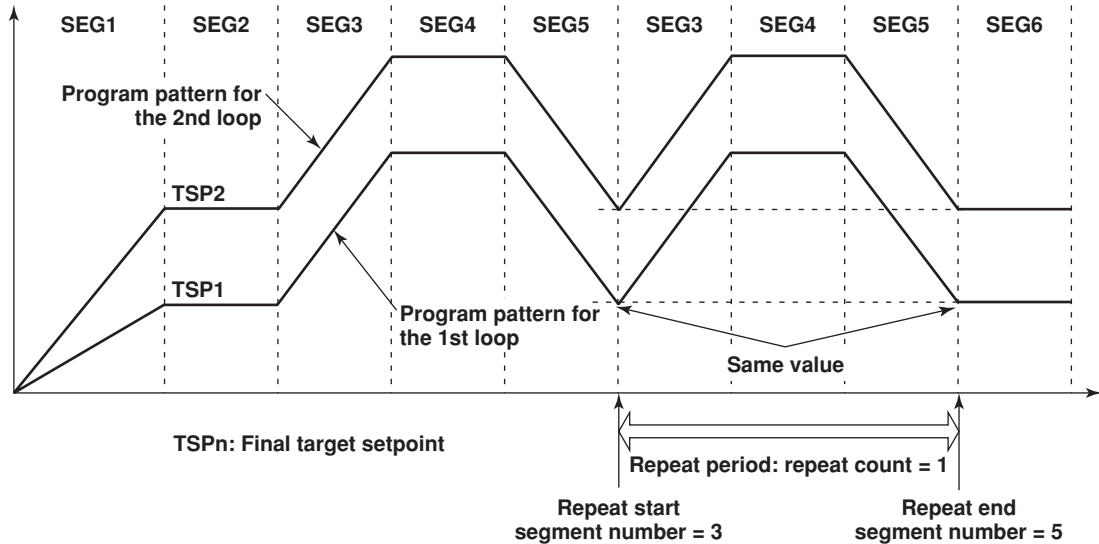 SEG1 SEG2 SEG3 SEG4 SEG5 SEG3 SEG4 SEG5 SEG6
Program pattern for
the 2nd loop
TSP2
TSP1
Program pattern for
the 1st loop
Same value
TSPn: Final target setpoint
Repeat period: repeat count = 1
Repeat start
segment number = 3
Repeat end
segment number = 5